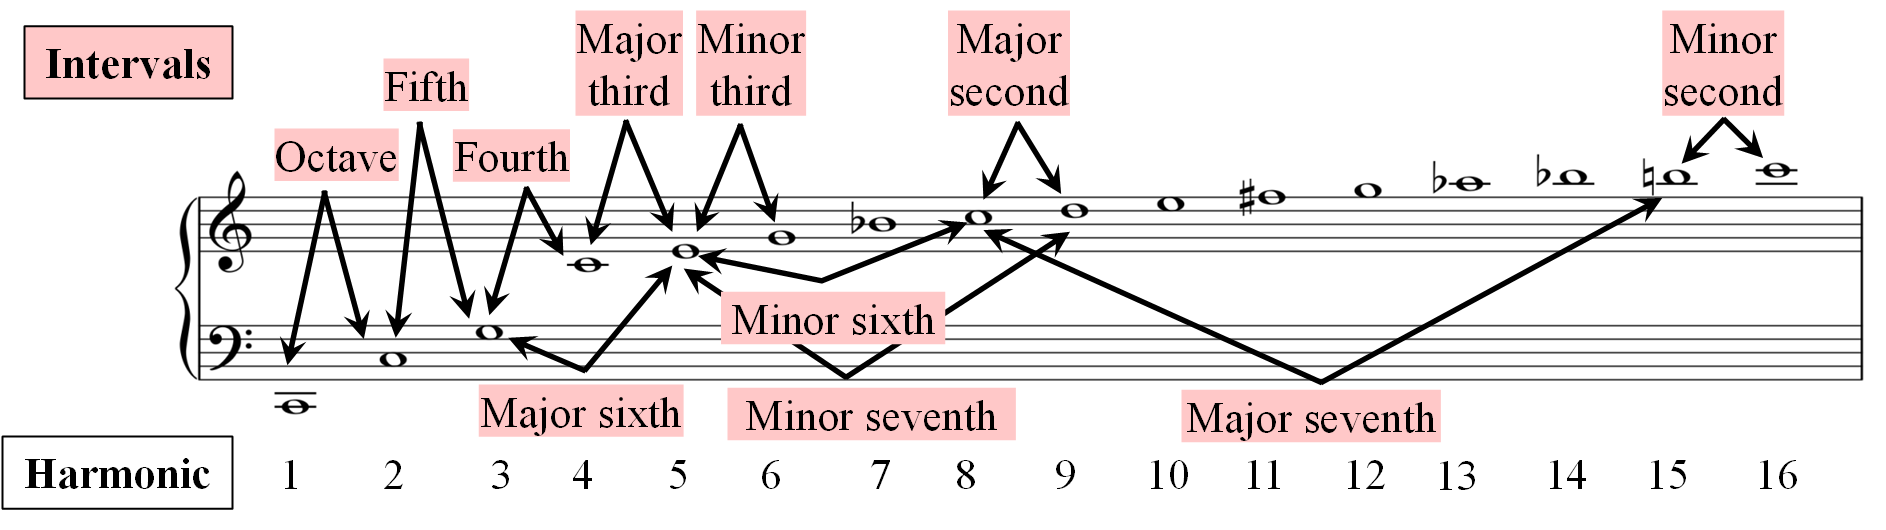 Intervals
Octave
Fifth
Fourth
Major
third
Minor
third
Major
second
Minor
second
Minor sixth
Major sixth
Minor seventh
Major seventh
Harmonic 1 2 3 4 5 6 7 8 9 10 11 12 13 14 15 16